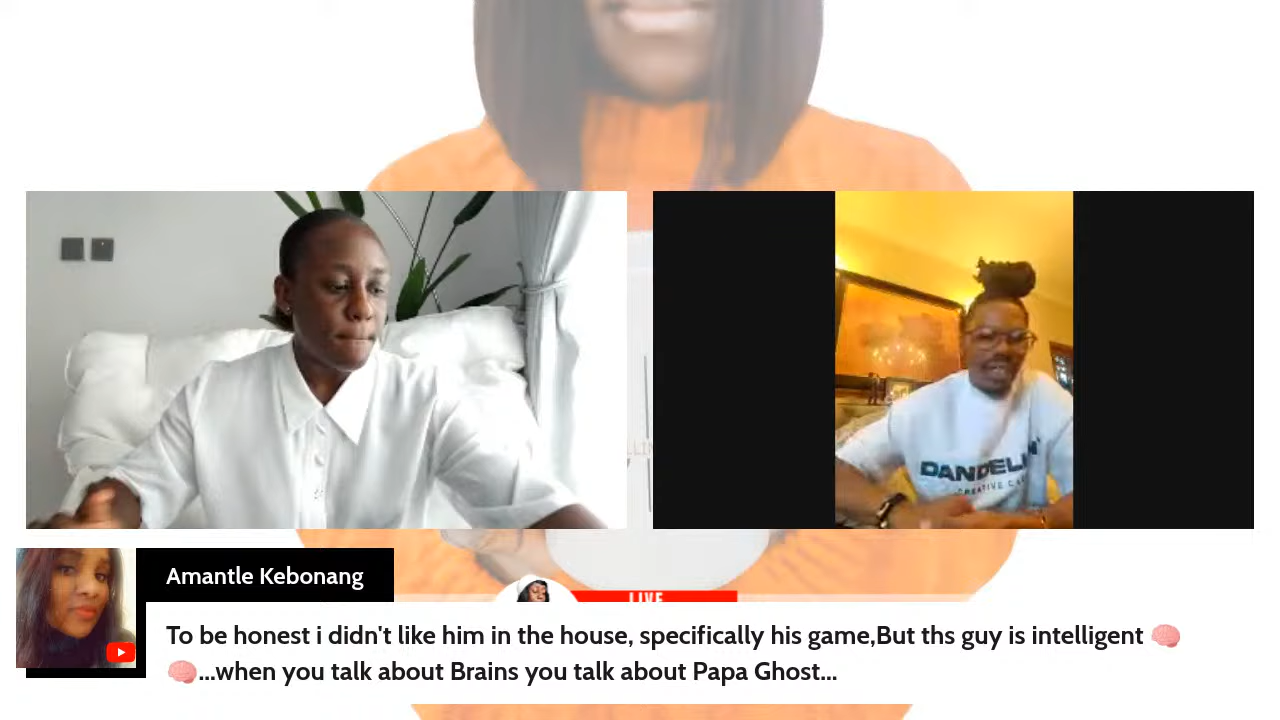 DANDELI
CREATIVE C
Amantle Kebonang
LIVE
To be honest i didn't like him in the house, specifically his game,But ths guy is intelligent 🧠
🧠...when you talk about Brains you talk about Papa Ghost...